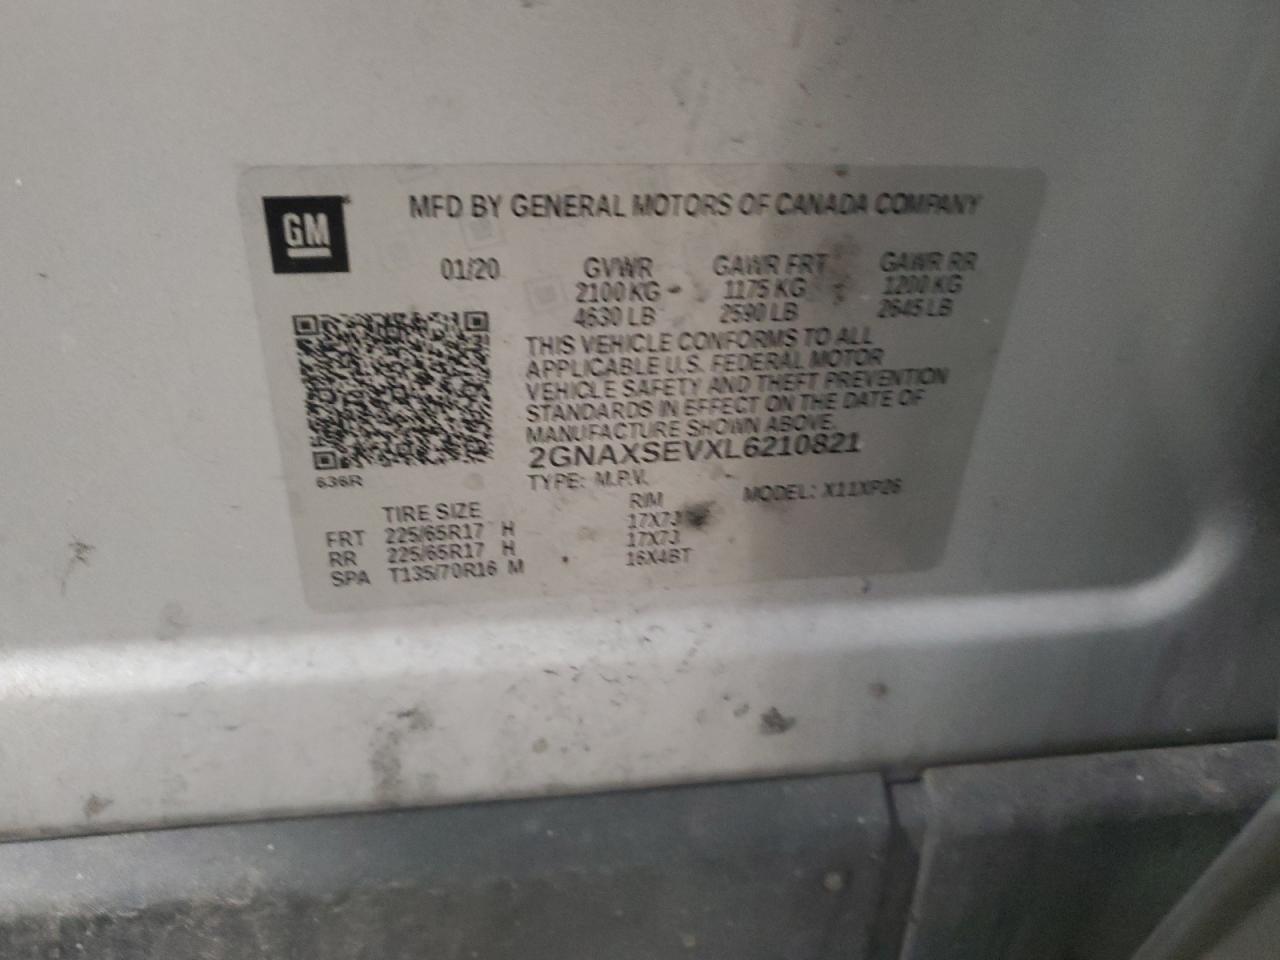 GM
MFD BY GENERAL MOTORS OF CANADA COMPANY
01/20 GVWR GAWR FRT GAWR RR
2100 KG 1175 KG 1200 KG
4630 LB 2590 LB 2645 LB
THIS VEHICLE CONFORMS TO ALL
APPLICABLE U.S. FEDERAL MOTOR
VEHICLE SAFETY AND THEFT PREVENTION
STANDARDS IN EFFECT ON THE DATE OF
MANUFACTURE SHOWN ABOVE.
2GNAXSEVXL6210821
636R
TYPE: M.P.V. MODEL: X11XP26
TIRE SIZE RIM
FRT 225/65R17 H 17X7J
RR 225/65R17 H 17X7J
SPA T135/70R16 M 16X4BT